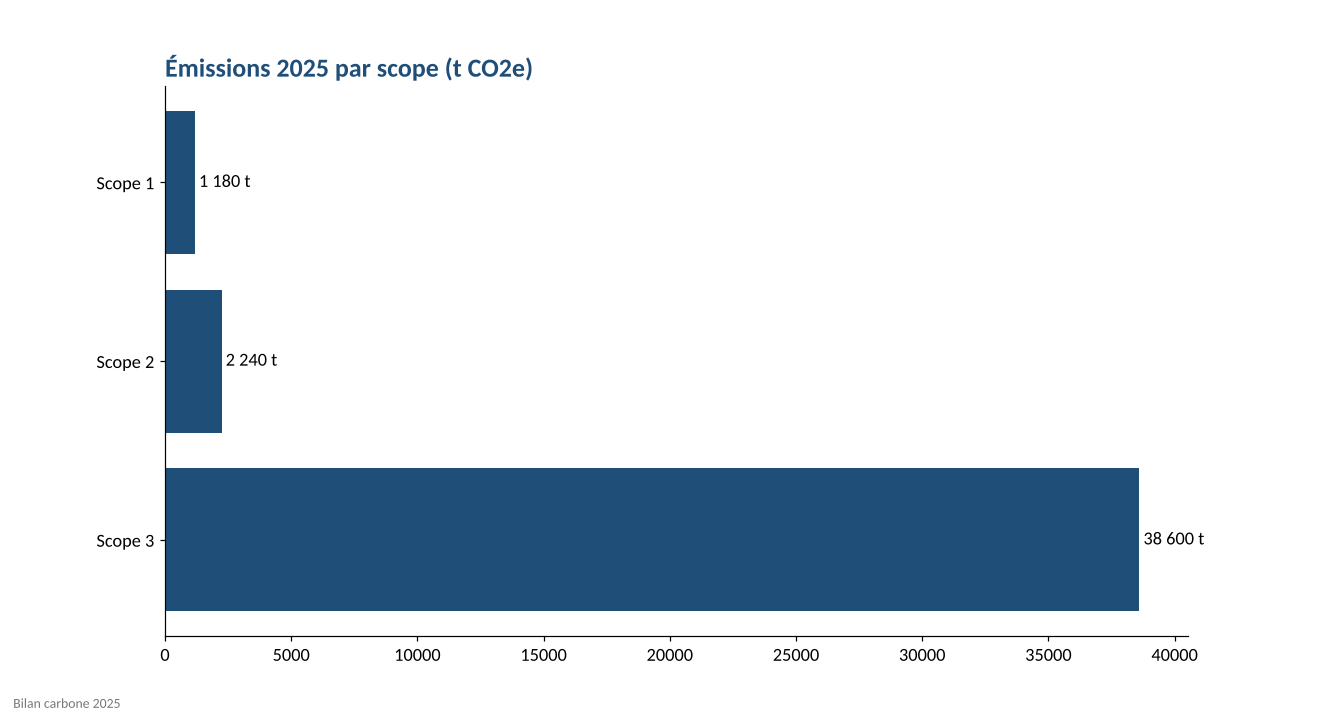 Émissions 2025 par scope (t CO2e)
Scope 1
1 180 t
Scope 2
2 240 t
Scope 3
38 600 t
0 5000 10000 15000 20000 25000 30000 35000 40000
Bilan carbone 2025